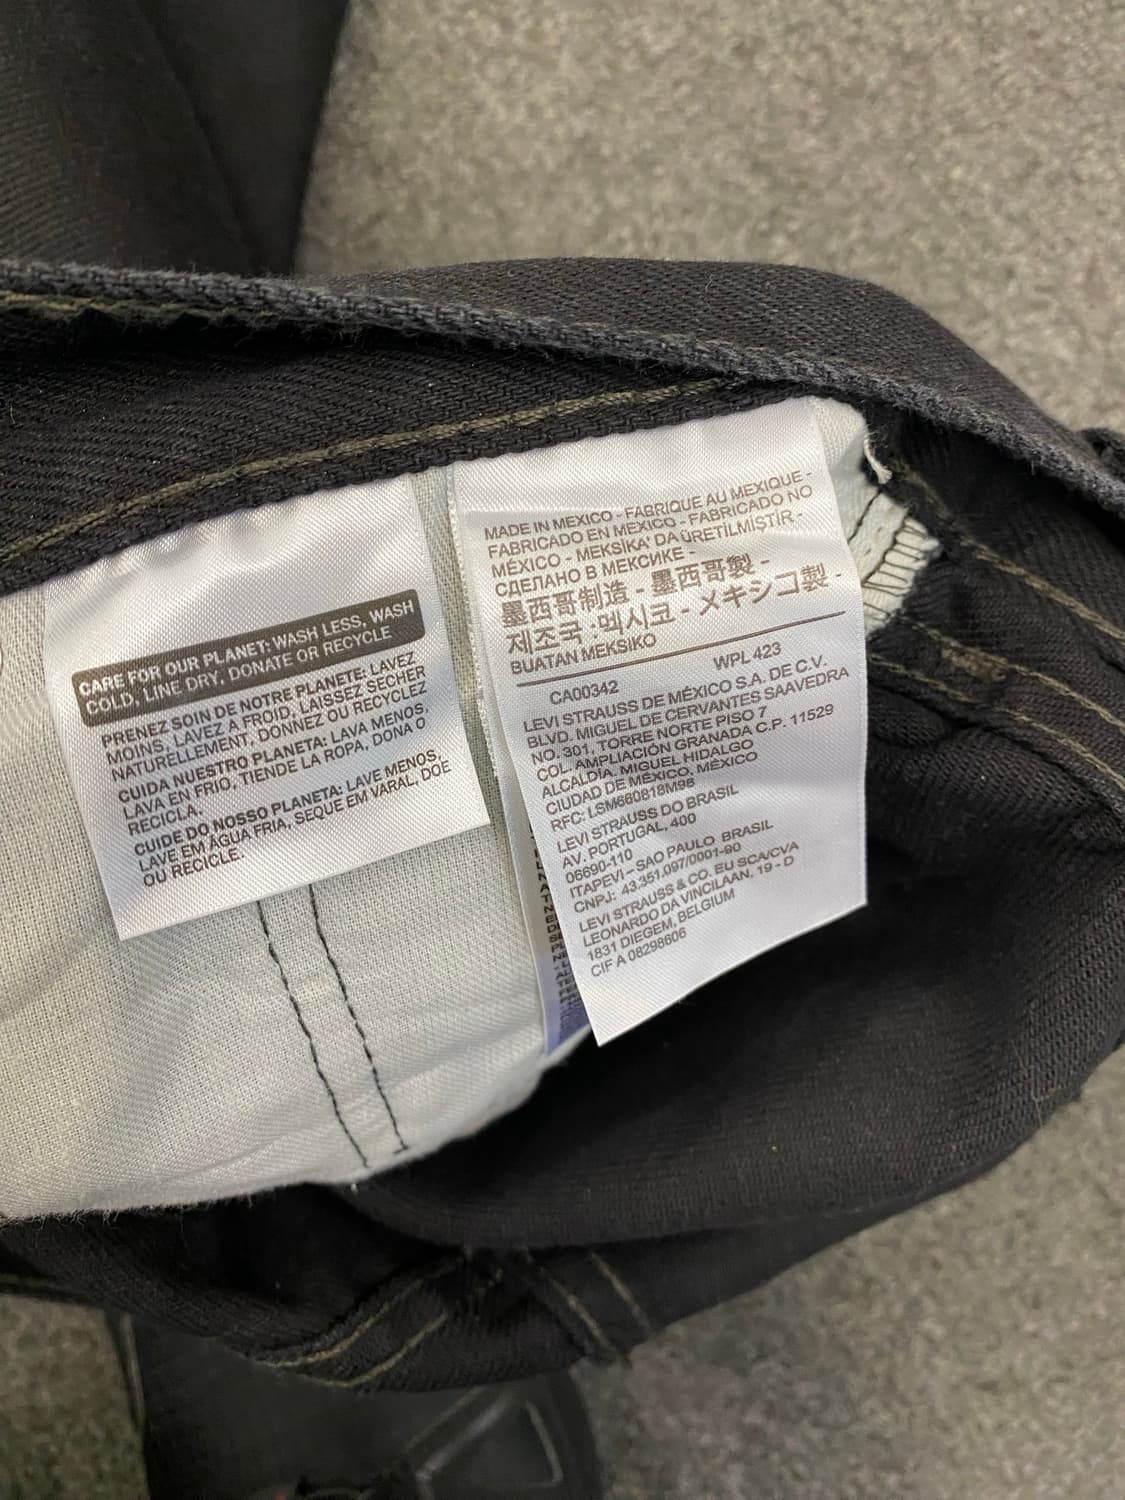 CARE FOR OUR PLANET: WASH LESS, WASH
COLD, LINE DRY, DONATE OR RECYCLE
PRENEZ SOIN DE NOTRE PLANETE: LAVEZ
MOINS, LAVEZ A FROID, LAISSEZ SECHER
NATURELLEMENT, DONNEZ OU RECYCLEZ
CUIDA NUESTRO PLANETA: LAVA MENOS,
LAVA EN FRIO, TIENDE LA ROPA, DONA O
RECICLA.
CUIDE DO NOSSO PLANETA: LAVE MENOS,
LAVE EM ÁGUA FRIA, SEQUE EM VARAL, DOE
OU RECICLE.
MADE IN MEXICO - FABRIQUE AU MEXIQUE -
FABRICADO EN MEXICO - FABRICADO NO
MÉXICO - MEKSİKA' DA ÜRETİLMİŞTİR -
СДЕЛАНО В МЕКСИКЕ -
墨西哥制造 - 墨西哥製 -
제조국 :멕시코 - メキシコ製 -
BUATAN MEKSIKO
WPL 423
CA00342
LEVI STRAUSS DE MÉXICO S.A. DE C.V.
BLVD. MIGUEL DE CERVANTES SAAVEDRA
NO. 301, TORRE NORTE PISO 7
COL. AMPLIACIÓN GRANADA C.P. 11529
ALCALDÍA. MIGUEL HIDALGO
CIUDAD DE MÉXICO, MÉXICO
RFC: LSM660818M98
LEVI STRAUSS DO BRASIL
AV. PORTUGAL, 400
06690-110
ITAPEVI – SAO PAULO BRASIL
CNPJ: 43.351.097/0001-90
LEVI STRAUSS & CO. EU SCA/CVA
LEONARDO DA VINCILAAN, 19 - D
1831 DIEGEM, BELGIUM
CIF A 08298606